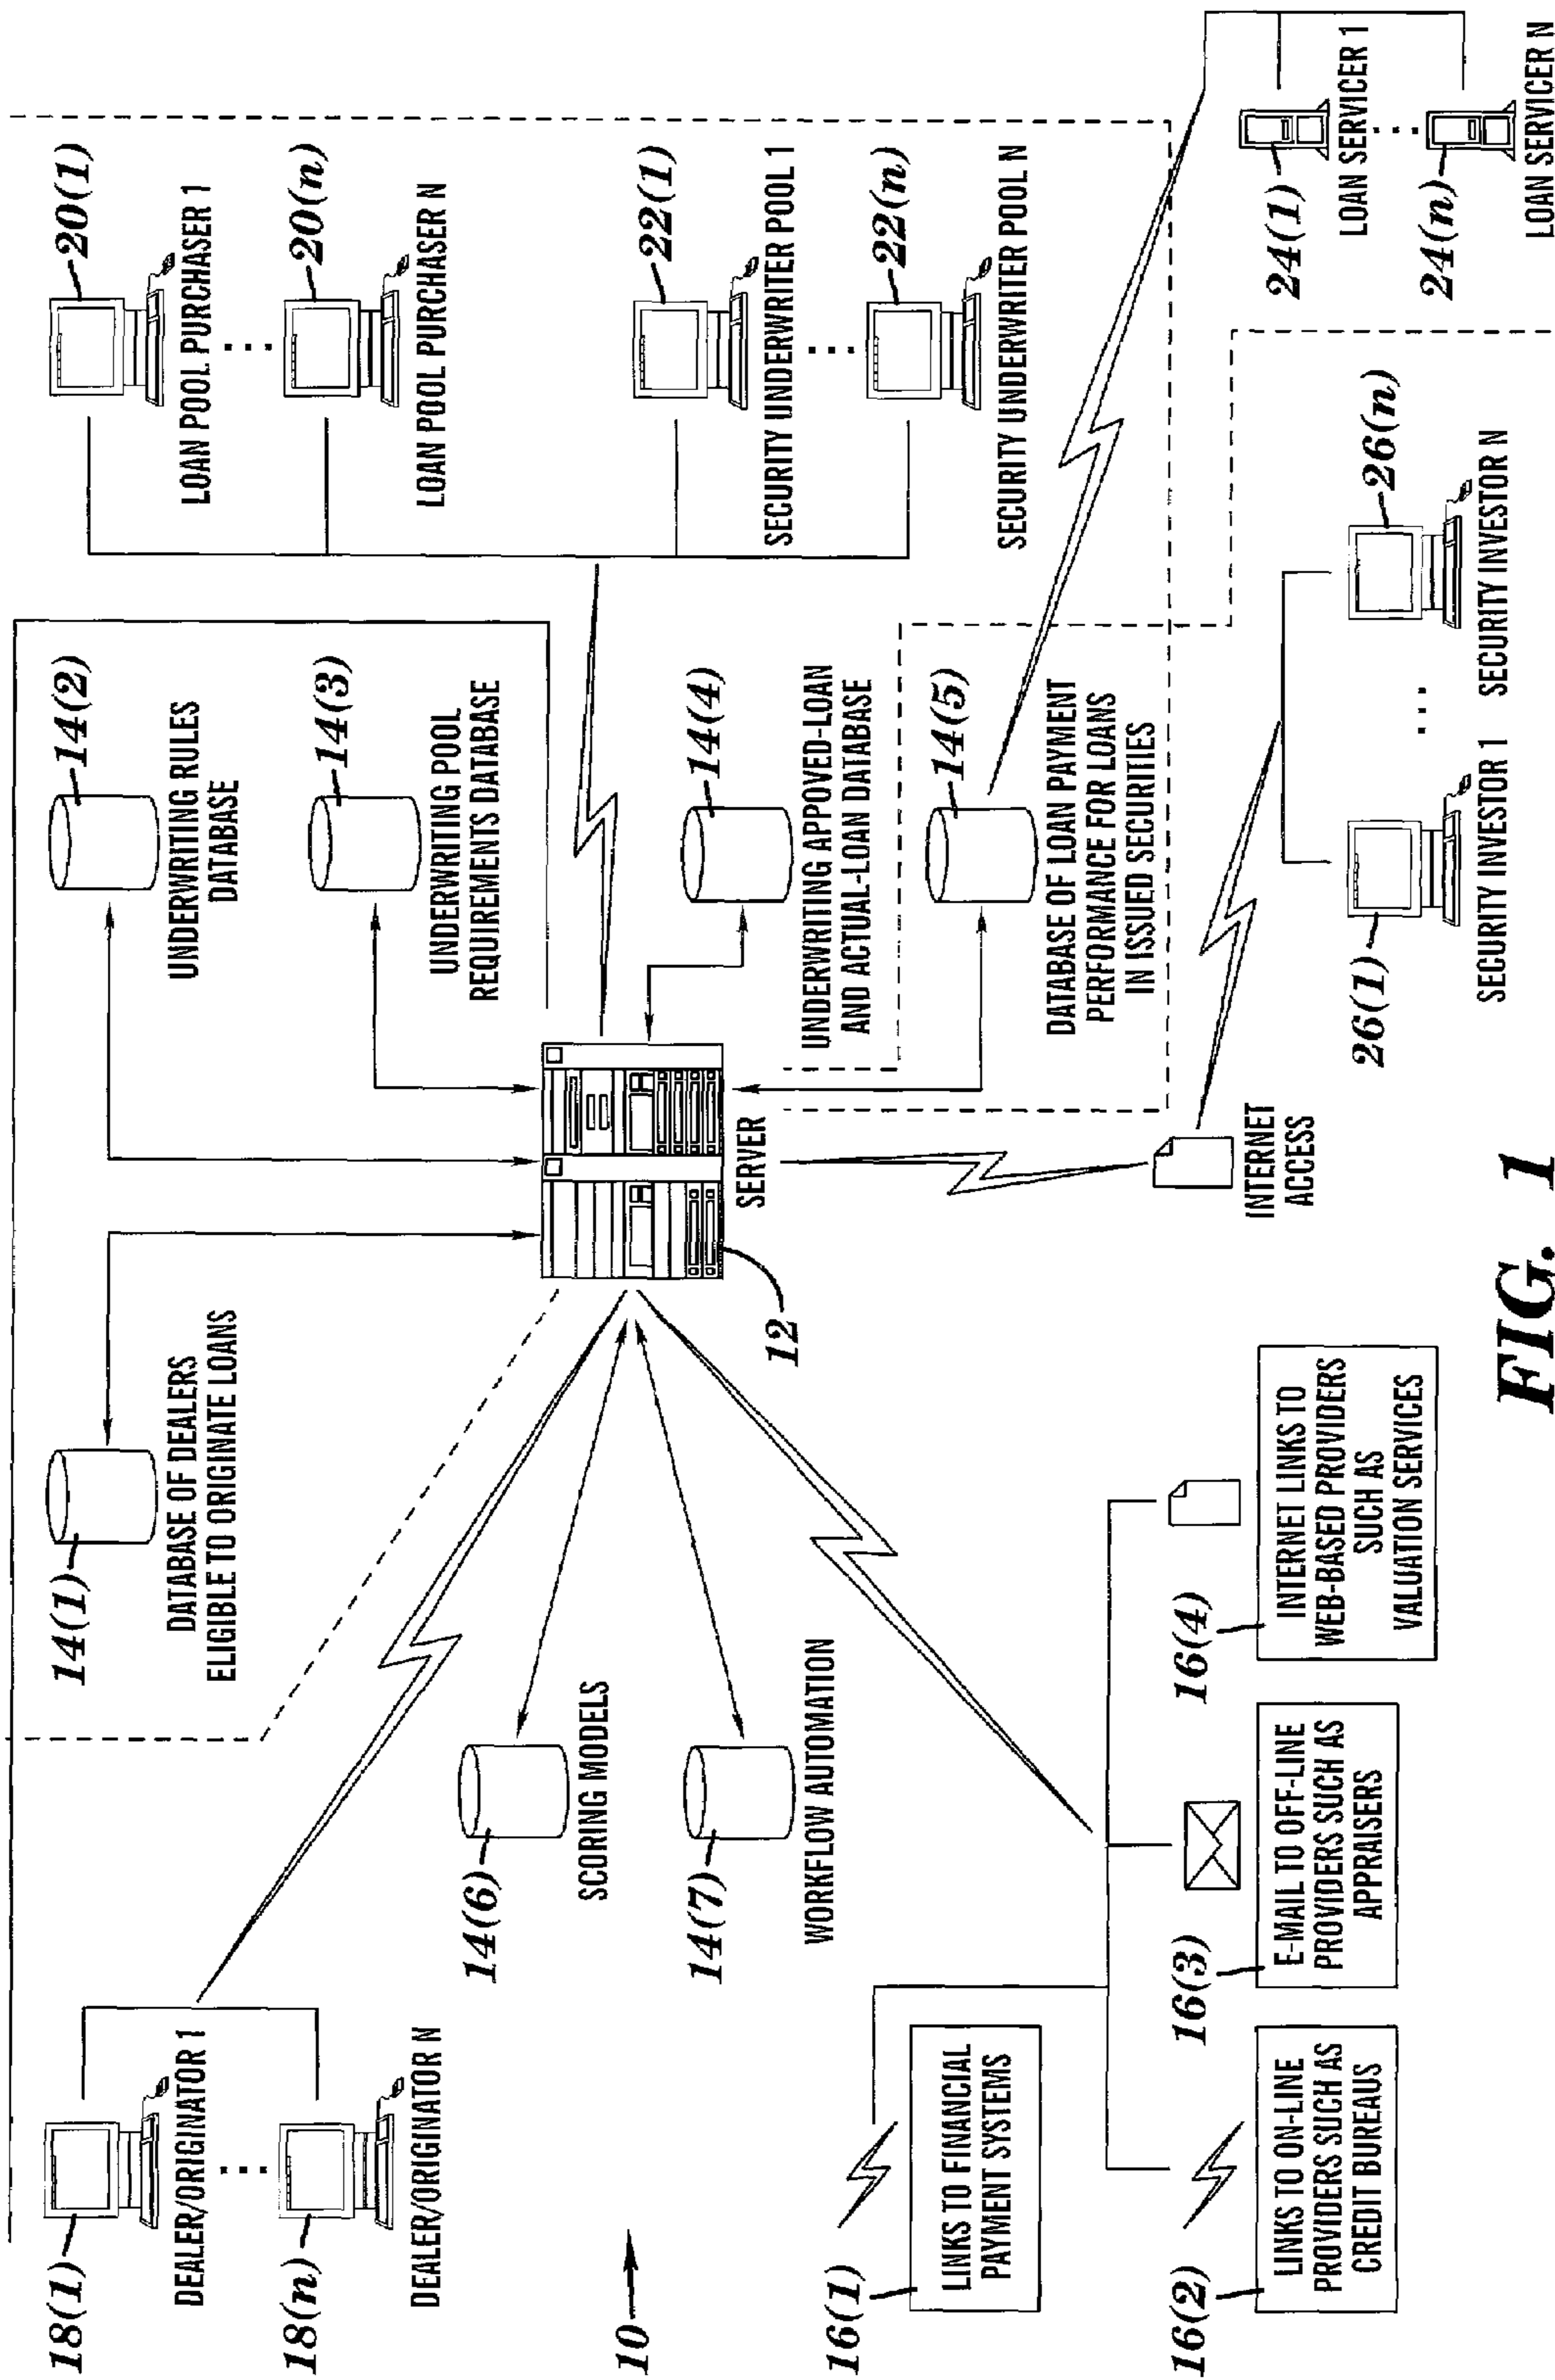 18(1)
DEALER/ORIGINATOR 1
18(n)
DEALER/ORIGINATOR N
10
14(1)
DATABASE OF DEALERS
ELIGIBLE TO ORIGINATE LOANS
14(2)
UNDERWRITING RULES
DATABASE
14(3)
UNDERWRITING POOL
REQUIREMENTS DATABASE
14(4)
UNDERWRITING APPOVED-LOAN
AND ACTUAL-LOAN DATABASE
14(5)
DATABASE OF LOAN PAYMENT
PERFORMANCE FOR LOANS
IN ISSUED SECURITIES
14(6)
SCORING MODELS
14(7)
WORKFLOW AUTOMATION
SERVER
12
20(1)
LOAN POOL PURCHASER 1
20(n)
LOAN POOL PURCHASER N
22(1)
SECURITY UNDERWRITER POOL 1
22(n)
SECURITY UNDERWRITER POOL N
24(1)
LOAN SERVICER 1
24(n)
LOAN SERVICER N
16(1)
LINKS TO FINANCIAL
PAYMENT SYSTEMS
16(2)
LINKS TO ON-LINE
PROVIDERS SUCH AS
CREDIT BUREAUS
16(3)
E-MAIL TO OFF-LINE
PROVIDERS SUCH AS
APPRAISERS
16(4)
INTERNET LINKS TO
WEB-BASED PROVIDERS
SUCH AS
VALUATION SERVICES
INTERNET
ACCESS
26(1)
SECURITY INVESTOR 1
26(n)
SECURITY INVESTOR N
FIG. 1